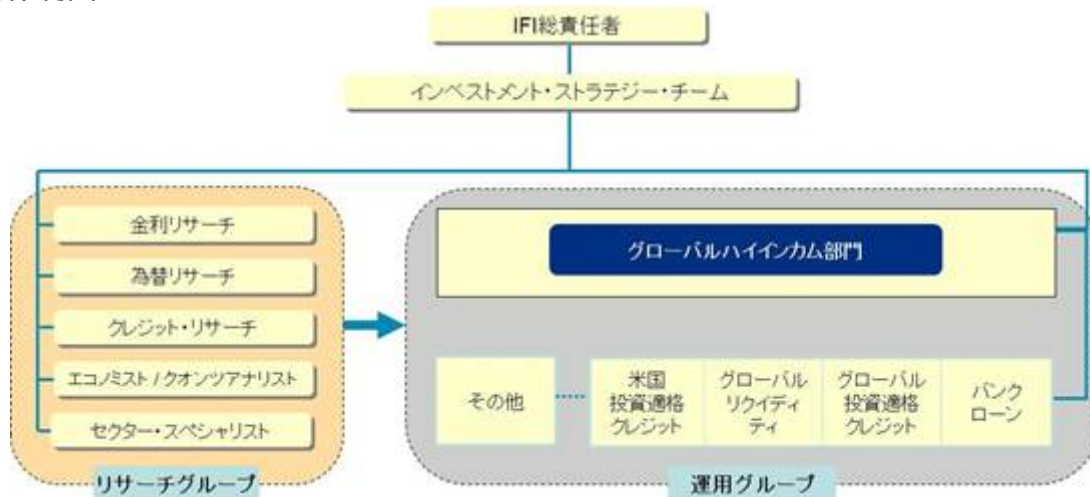 IFI総責任者
インベストメント・ストラテジー・チーム
金利リサーチ
為替リサーチ
クレジット・リサーチ
エコノミスト / クオンツアナリスト
セクター・スペシャリスト
リサーチグループ
グローバルハイインカム部門
その他
米国
投資適格
クレジット
グローバル
リクイディ
ティ
グローバル
投資適格
クレジット
バンク
ローン
運用グループ